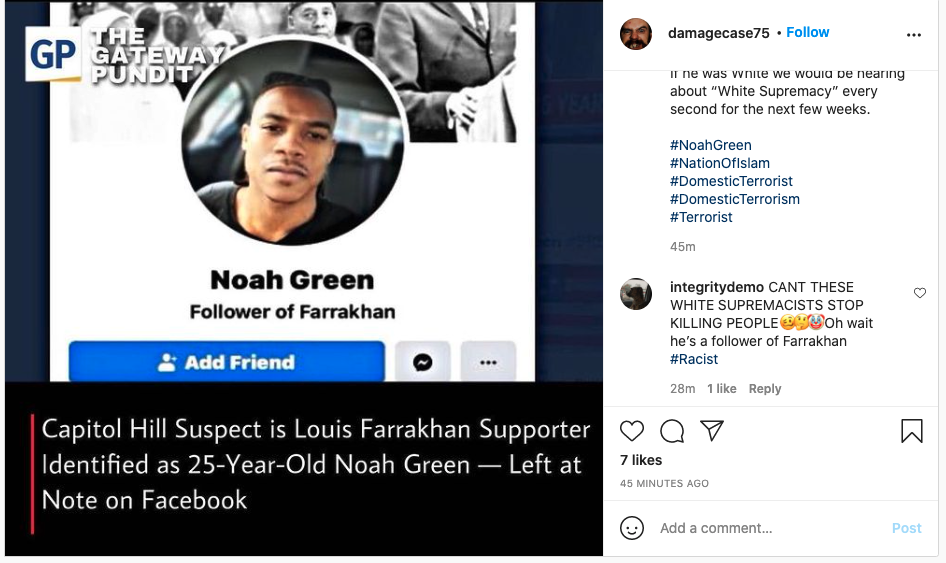 GP
THE
GATEWAY
PUNDIT
Noah Green
Follower of Farrakhan
Add Friend
Capitol Hill Suspect is Louis Farrakhan Supporter
Identified as 25-Year-Old Noah Green — Left at
Note on Facebook
damagecase75 • Follow
If he was White we would be hearing
about “White Supremacy” every
second for the next few weeks.
#NoahGreen
#NationOfIslam
#DomesticTerrorist
#DomesticTerrorism
#Terrorist
45m
integritydemo CANT THESE
WHITE SUPREMACISTS STOP
KILLING PEOPLE🥴🤔🤡Oh wait
he’s a follower of Farrakhan
#Racist
28m 1 like Reply
7 likes
45 MINUTES AGO
Add a comment... Post